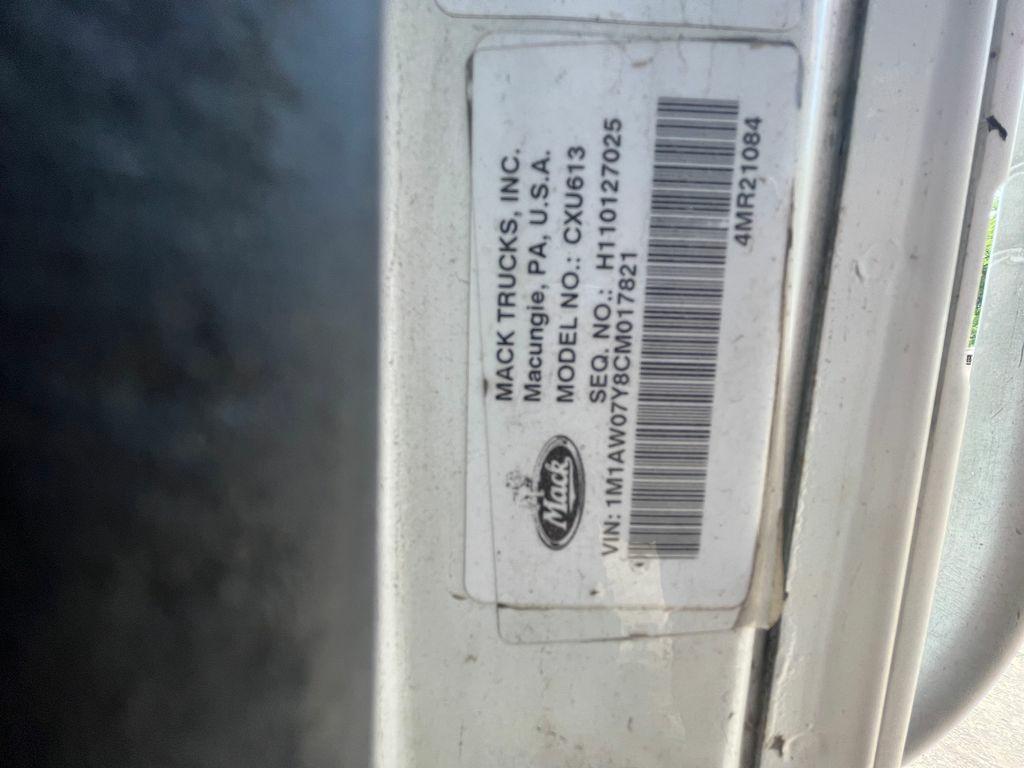 MACK TRUCKS, INC.
Macungie, PA, U.S.A.
MODEL NO.: CXU613
SEQ. NO.: H110127025
Mack
VIN: 1M1AW07Y8CM017821
4MR21084